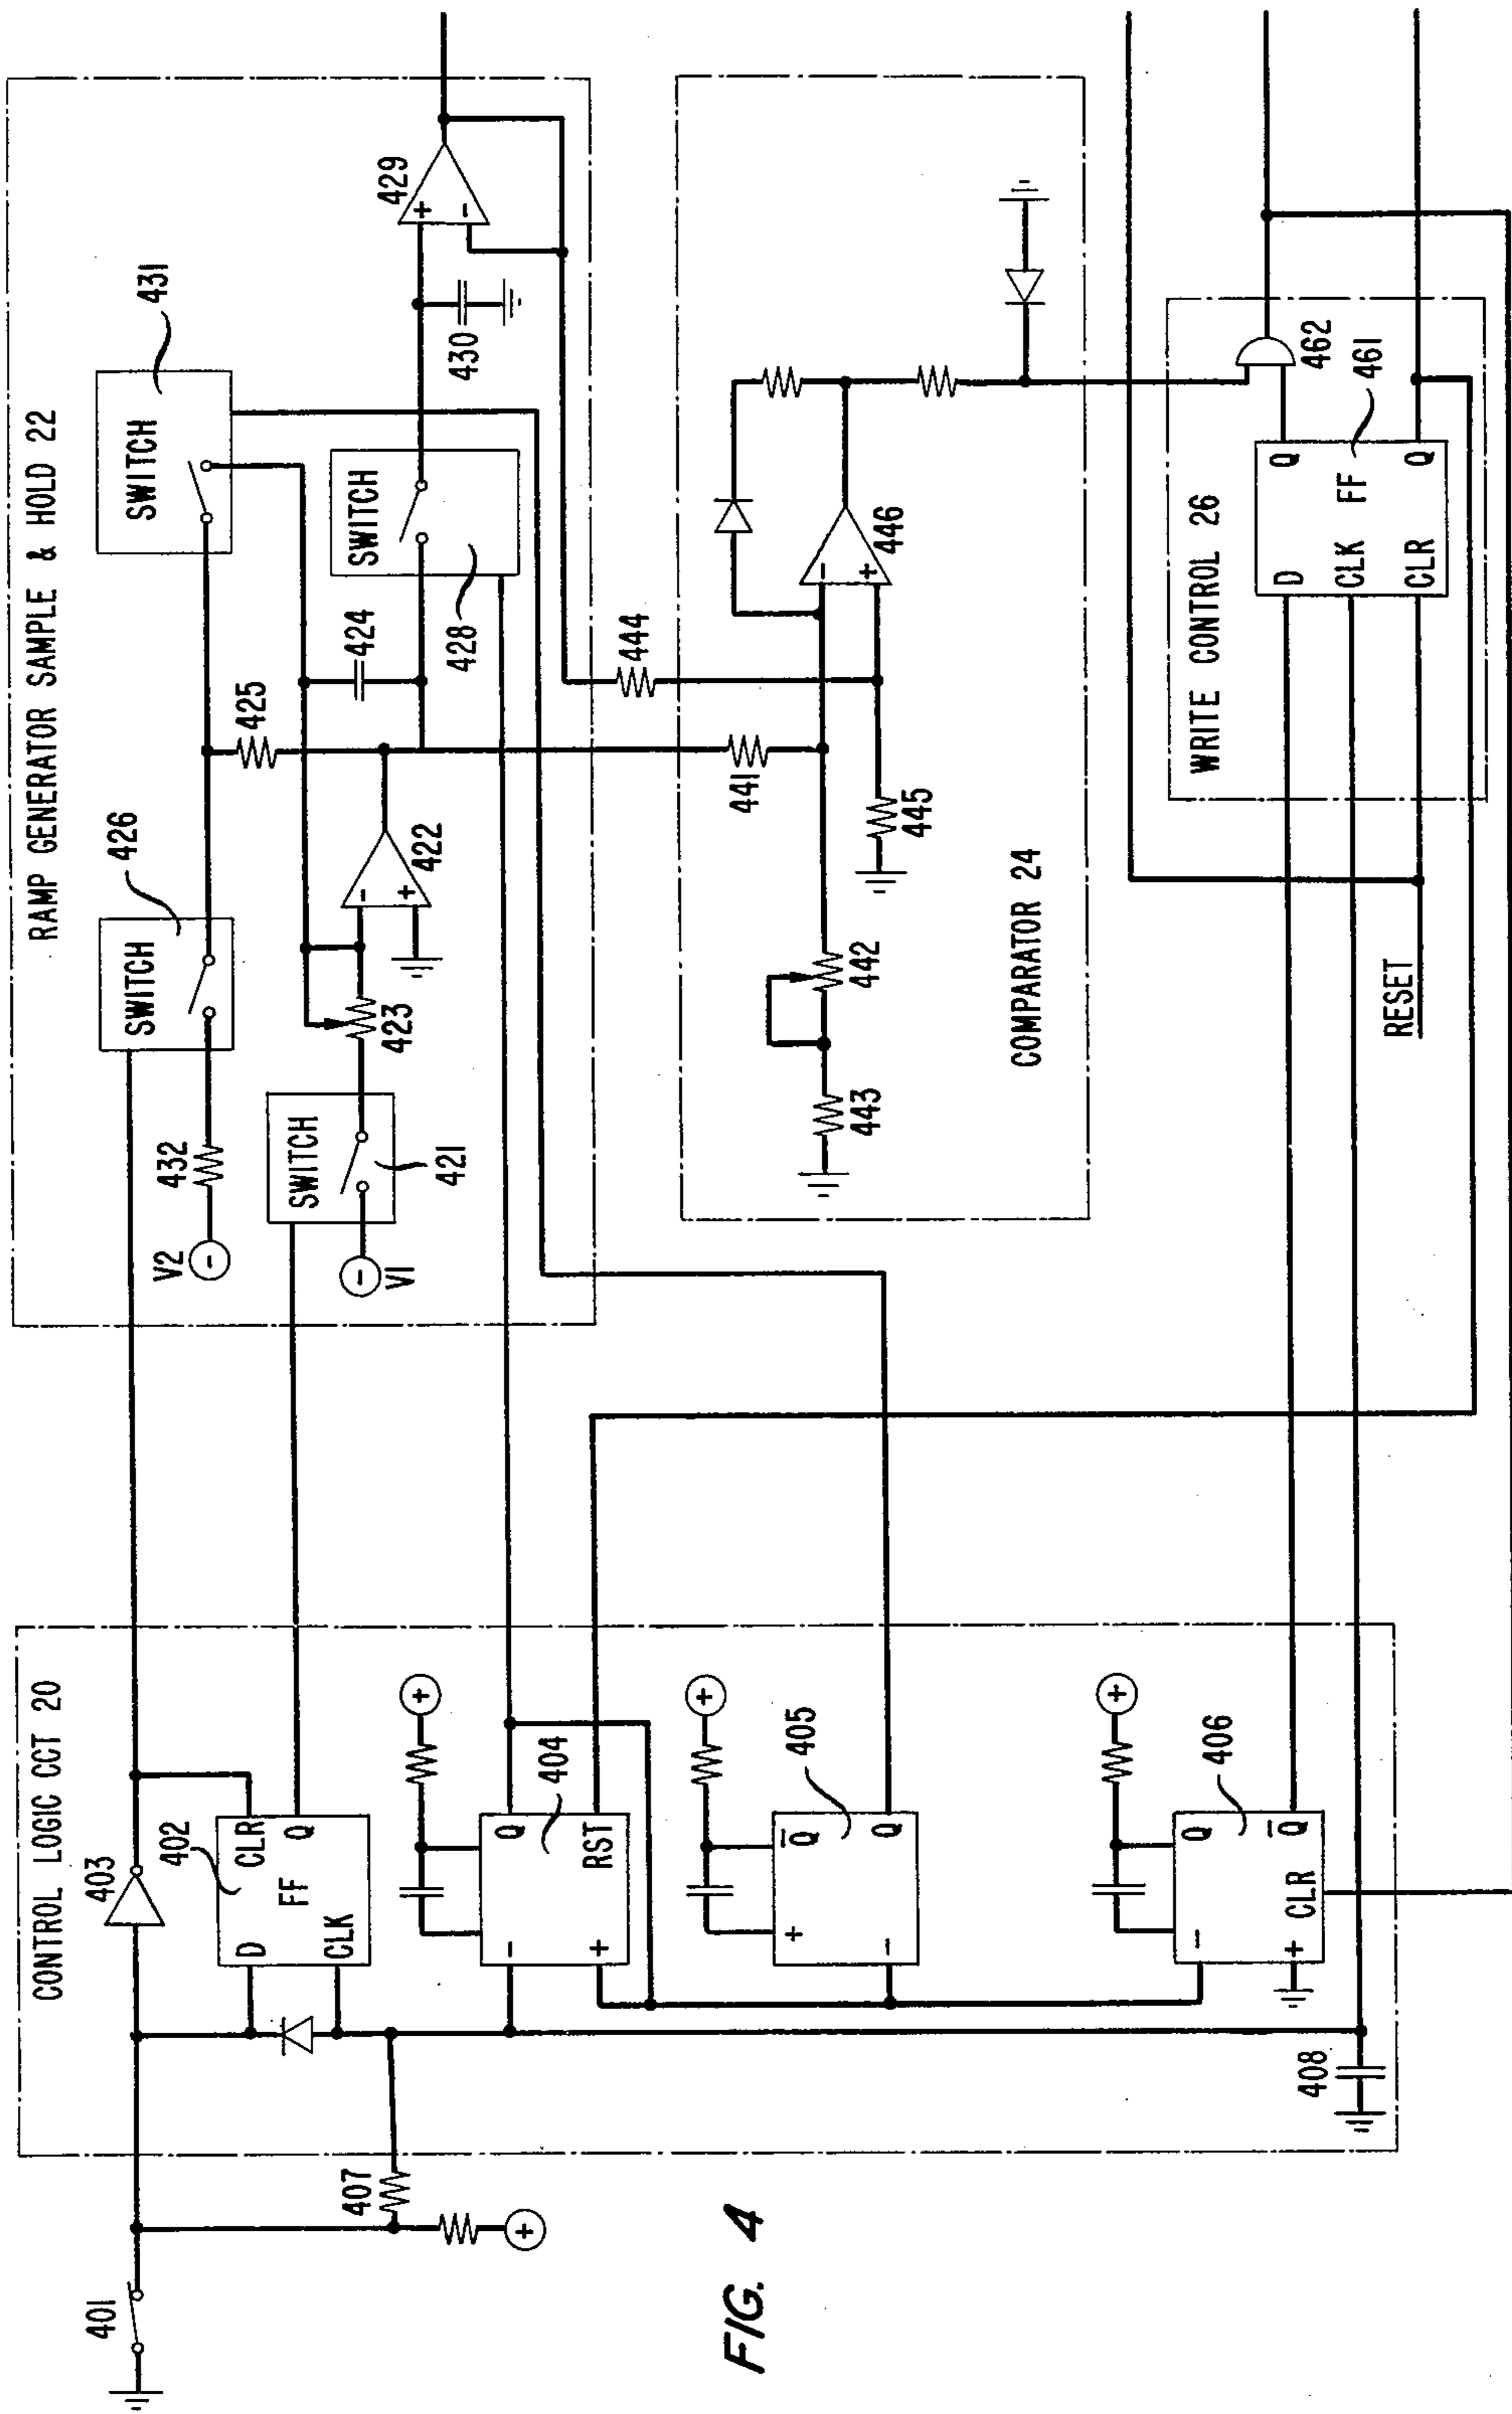 CONTROL LOGIC CCT 20
401
407
403
402
D
CLR
FF
CLK
Q
-
Q
404
+
RST
+
+
Q̅
405
-
Q
+
+
-
Q
406
+
CLR
Q̅
408
+
RAMP GENERATOR SAMPLE & HOLD 22
V2
-
432
SWITCH
426
425
SWITCH
431
V1
-
SWITCH
421
423
-
+
422
424
SWITCH
428
430
+
-
429
444
COMPARATOR 24
441
442
443
445
-
+
446
WRITE CONTROL 26
D
Q
CLK
FF
461
CLR
Q
462
RESET
FIG. 4